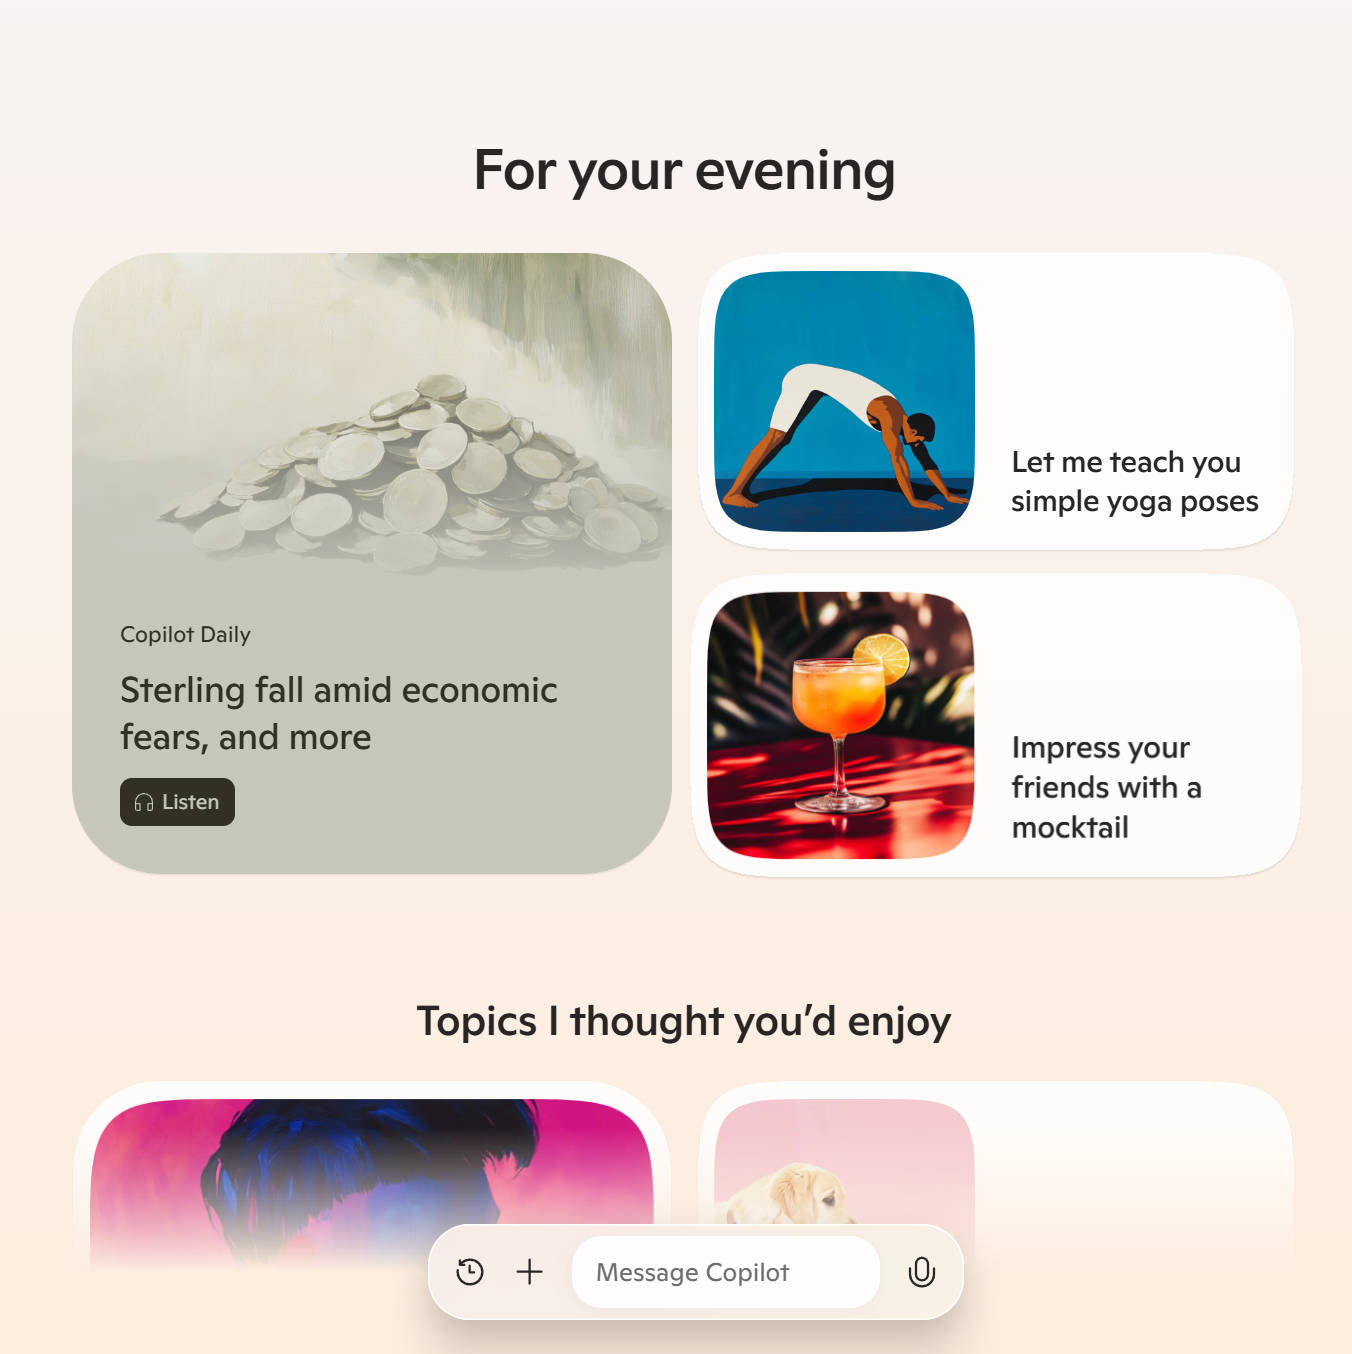 For your evening
Copilot Daily
Sterling fall amid economic
fears, and more
Listen
Let me teach you
simple yoga poses
Impress your
friends with a
mocktail
Topics I thought you’d enjoy
Message Copilot